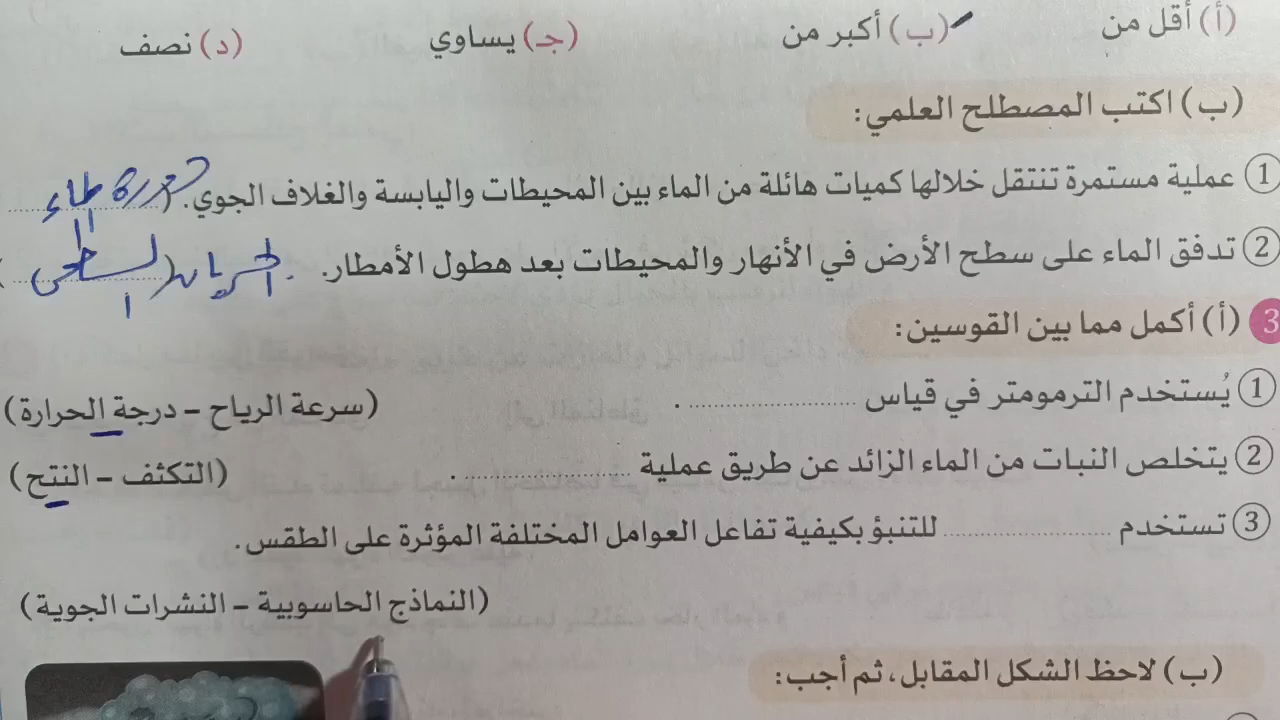 (أ) أقل من (ب) أكبر من (جـ) يساوي (د) نصف
(ب) اكتب المصطلح العلمي:
① عملية مستمرة تنتقل خلالها كميات هائلة من الماء بين المحيطات واليابسة والغلاف الجوي. (الماء
② تدفق الماء على سطح الأرض في الأنهار والمحيطات بعد هطول الأمطار. الجريان (السطحى)
3 (أ) أكمل مما بين القوسين:
① يُستخدم الترمومتر في قياس .................... . (سرعة الرياح - درجة الحرارة)
② يتخلص النبات من الماء الزائد عن طريق عملية .................... . (التكثف - النتح)
③ تستخدم .................... للتنبؤ بكيفية تفاعل العوامل المختلفة المؤثرة على الطقس.
(النماذج الحاسوبية - النشرات الجوية)
(ب) لاحظ الشكل المقابل، ثم أجب: